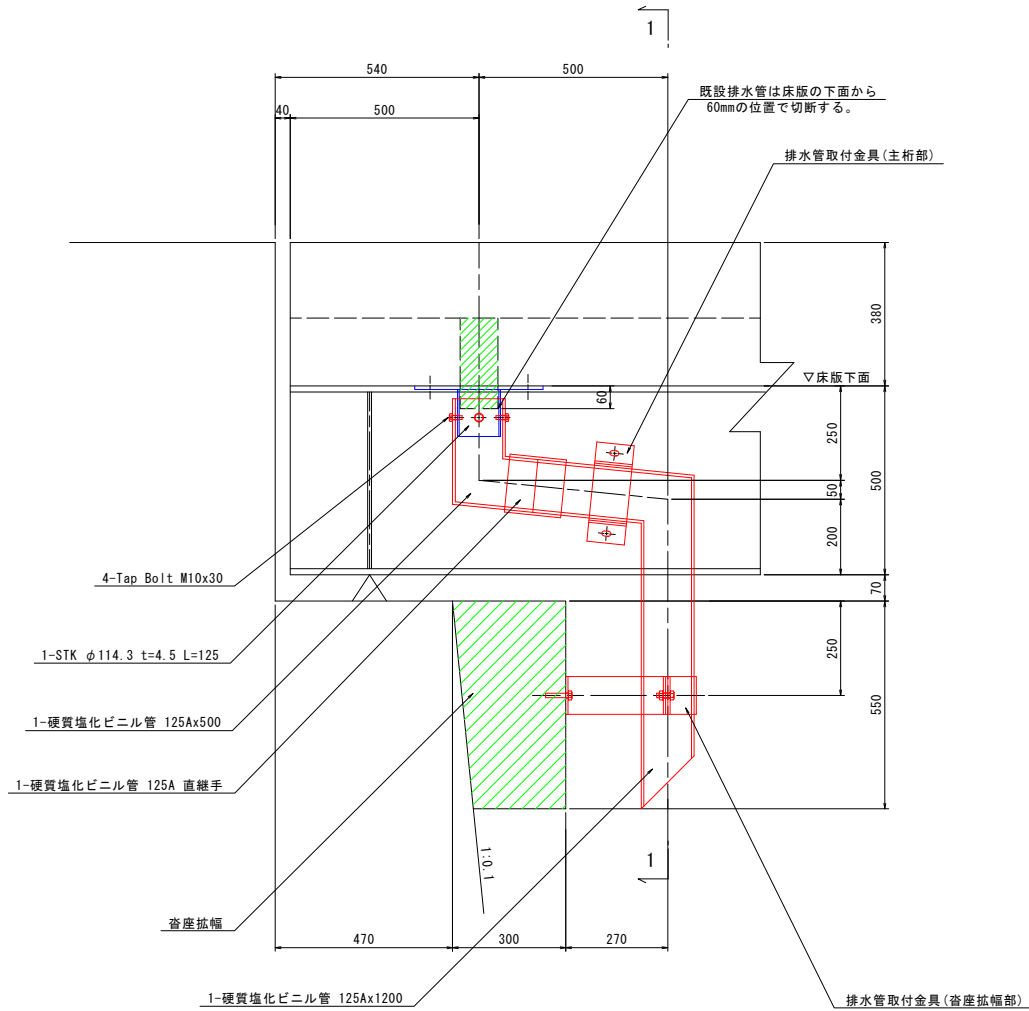 1
540
500
40
500
既設排水管は床版の下面から
60mmの位置で切断する。
排水管取付金具(主桁部)
380
▽床版下面
60
250
50
500
200
4-Tap Bolt M10x30
70
1-STK φ114.3 t=4.5 L=125
250
550
1-硬質塩化ビニル管 125Ax500
1-硬質塩化ビニル管 125A 直継手
1:0.1
1
沓座拡幅
470
300
270
1-硬質塩化ビニル管 125Ax1200
排水管取付金具(沓座拡幅部)